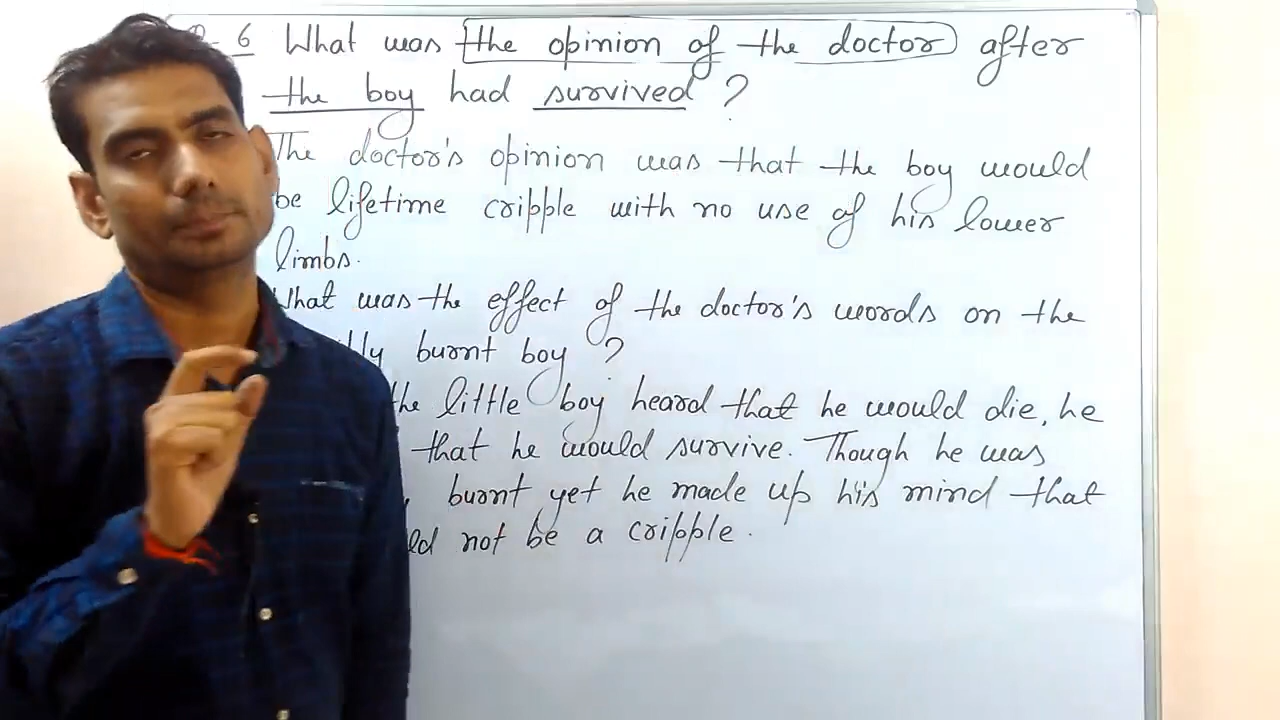 6 What was the opinion of the doctor after
the boy had survived ?
The doctor's opinion was that the boy would
be lifetime cripple with no use of his lower
limbs.
What was the effect of the doctor's words on the
burnt boy ?
the little boy heard that he would die, he
that he would survive. Though he was
burnt yet he made up his mind that
not be a cripple.